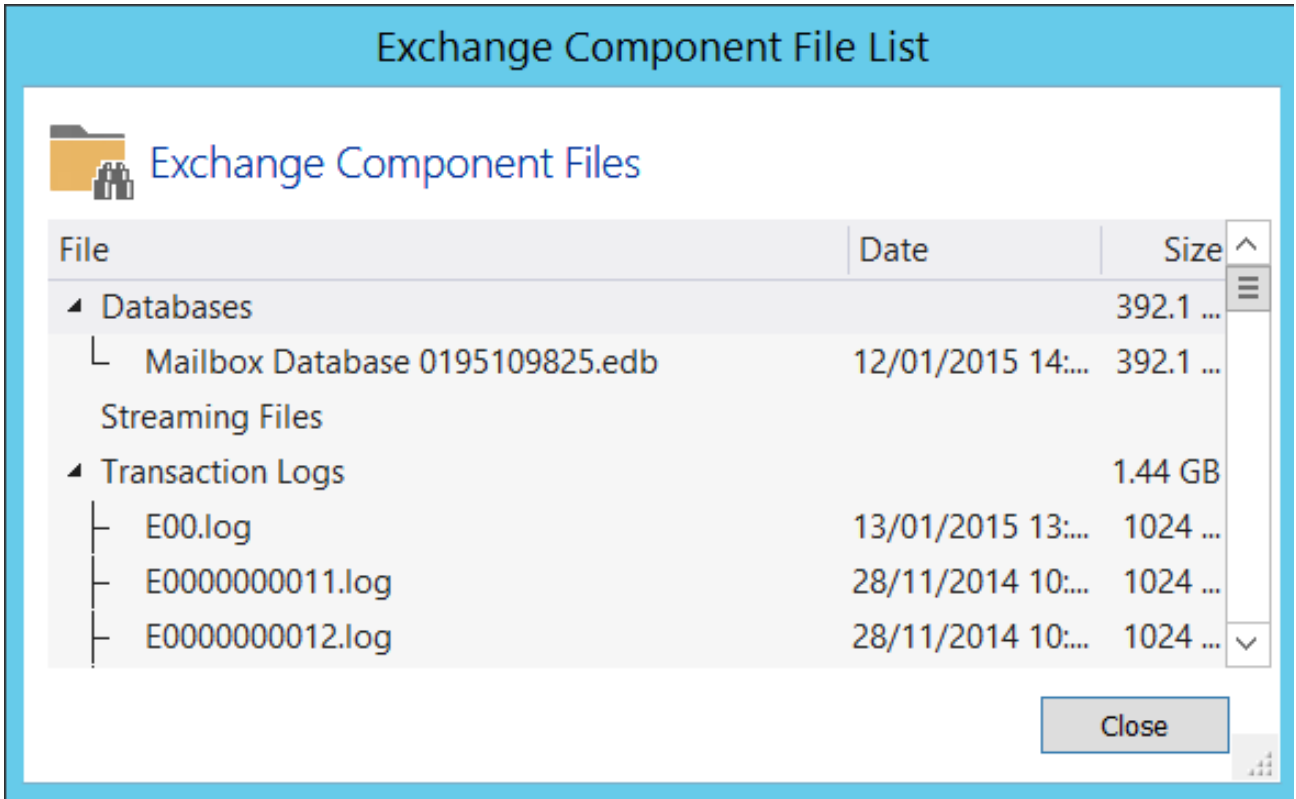 Exchange Component File List
Exchange Component Files
File Date Size
Databases 392.1 ...
Mailbox Database 0195109825.edb 12/01/2015 14:... 392.1 ...
Streaming Files
Transaction Logs 1.44 GB
E00.log 13/01/2015 13:... 1024 ...
E0000000011.log 28/11/2014 10:... 1024 ...
E0000000012.log 28/11/2014 10:... 1024 ...
Close